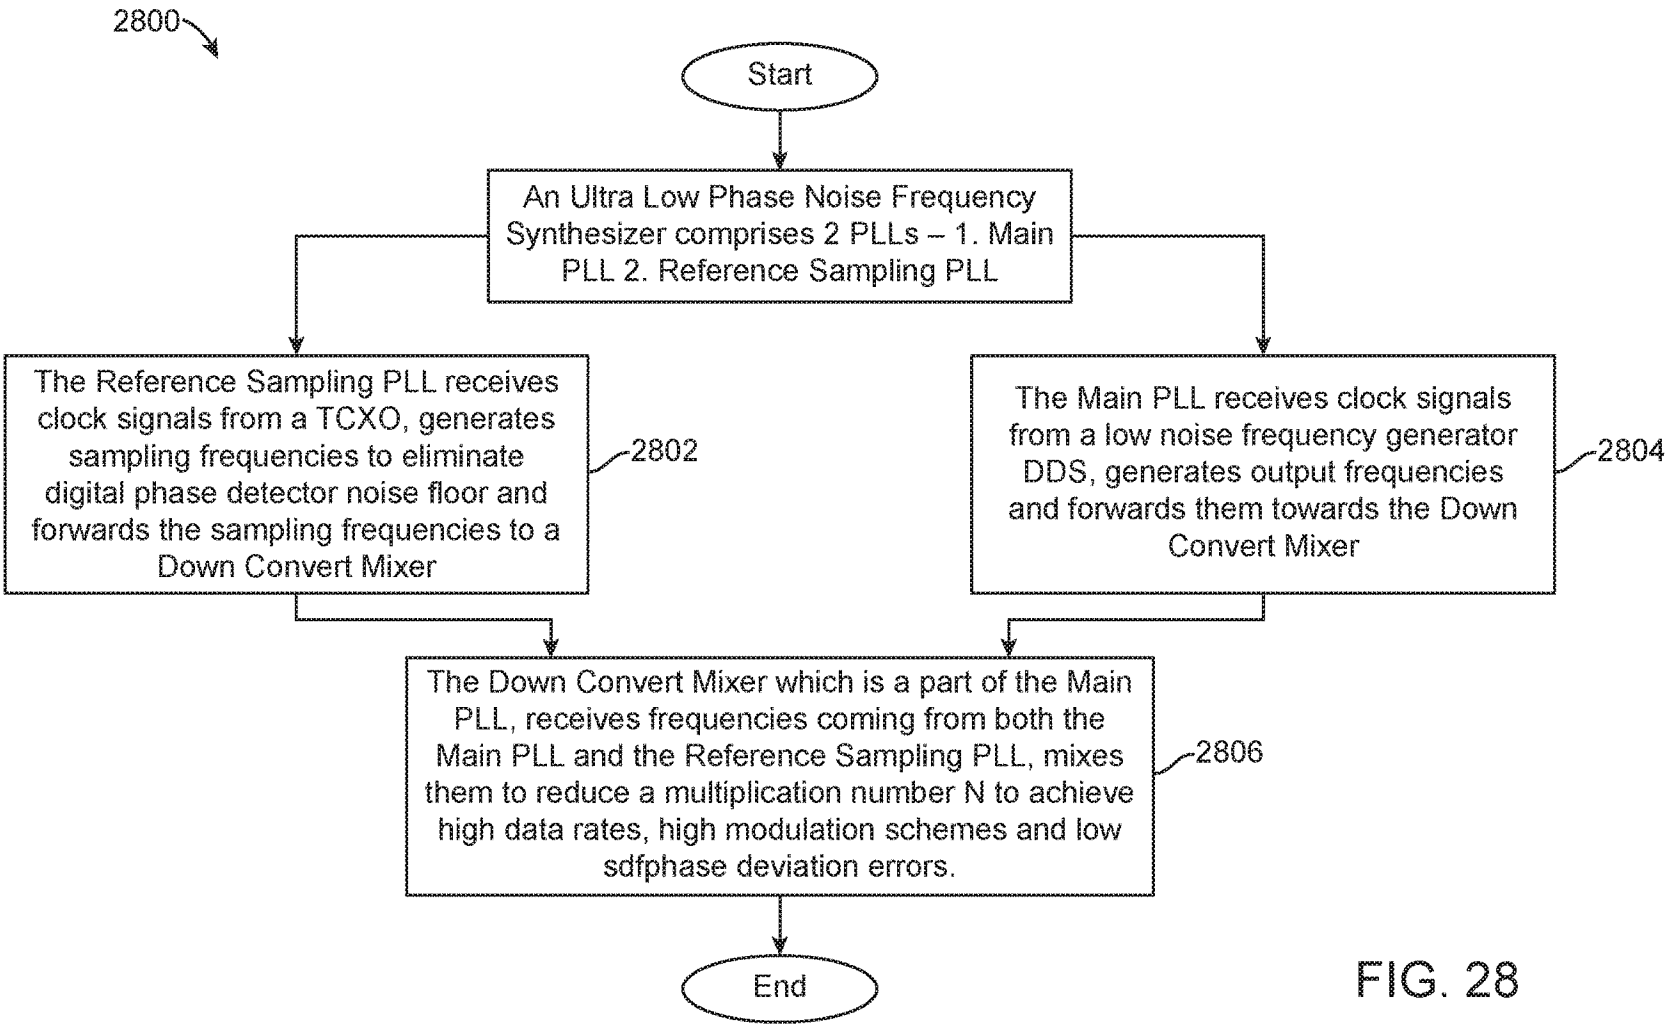 2800
Start
An Ultra Low Phase Noise Frequency
Synthesizer comprises 2 PLLs – 1. Main
PLL 2. Reference Sampling PLL
The Reference Sampling PLL receives
clock signals from a TCXO, generates
sampling frequencies to eliminate
digital phase detector noise floor and
forwards the sampling frequencies to a
Down Convert Mixer
2802
The Main PLL receives clock signals
from a low noise frequency generator
DDS, generates output frequencies
and forwards them towards the Down
Convert Mixer
2804
The Down Convert Mixer which is a part of the Main
PLL, receives frequencies coming from both the
Main PLL and the Reference Sampling PLL, mixes
them to reduce a multiplication number N to achieve
high data rates, high modulation schemes and low
sdfphase deviation errors.
2806
End
FIG. 28